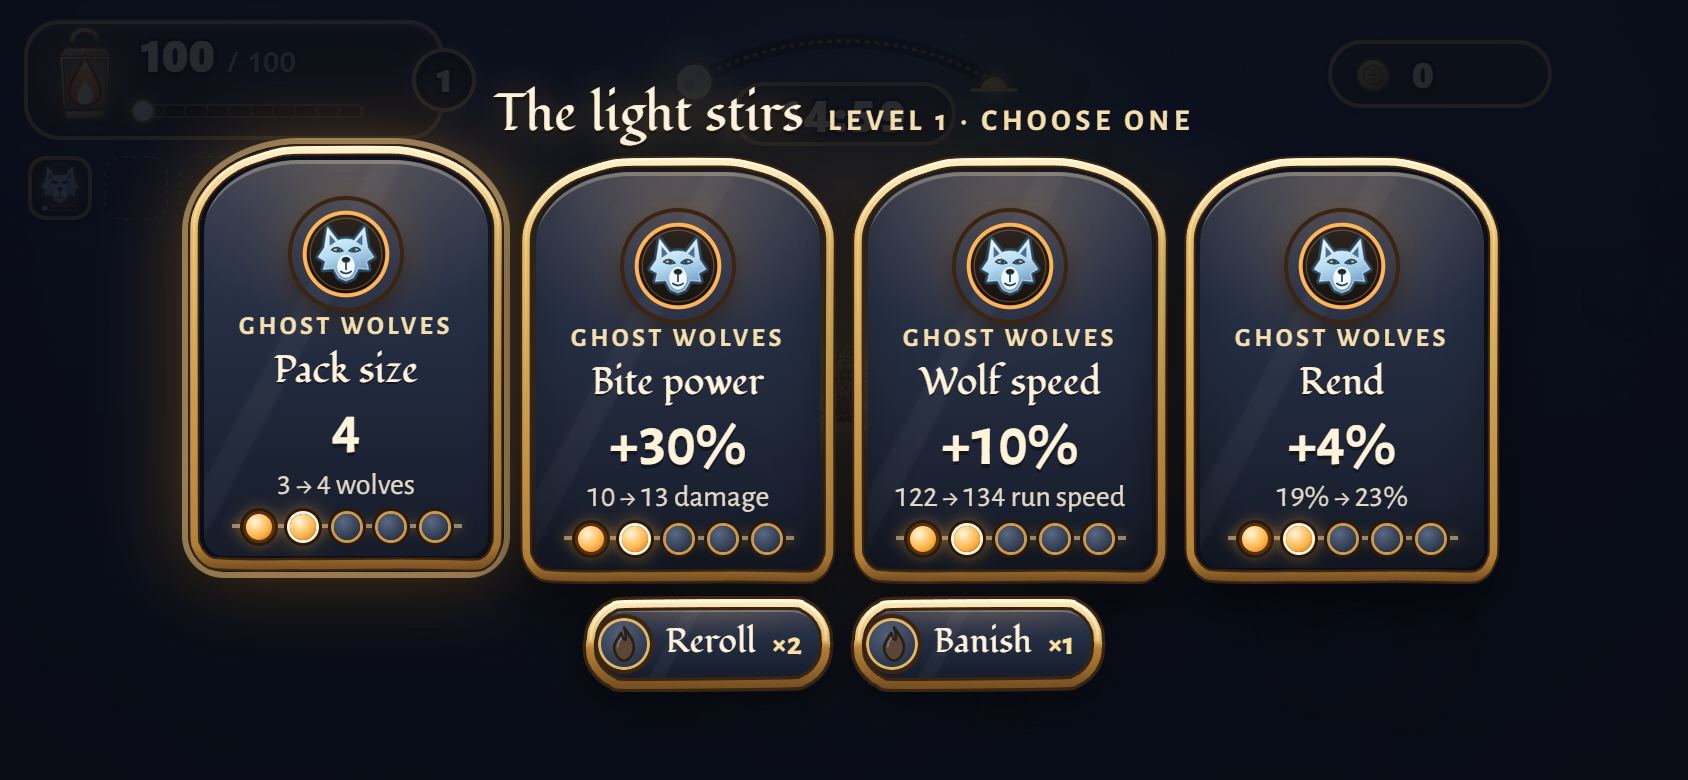 100 / 100
1
0
The light stirs LEVEL 1 · CHOOSE ONE
GHOST WOLVES
Pack size
4
3 → 4 wolves
GHOST WOLVES
Bite power
+30%
10 → 13 damage
GHOST WOLVES
Wolf speed
+10%
122 → 134 run speed
GHOST WOLVES
Rend
+4%
19% → 23%
Reroll ×2
Banish ×1